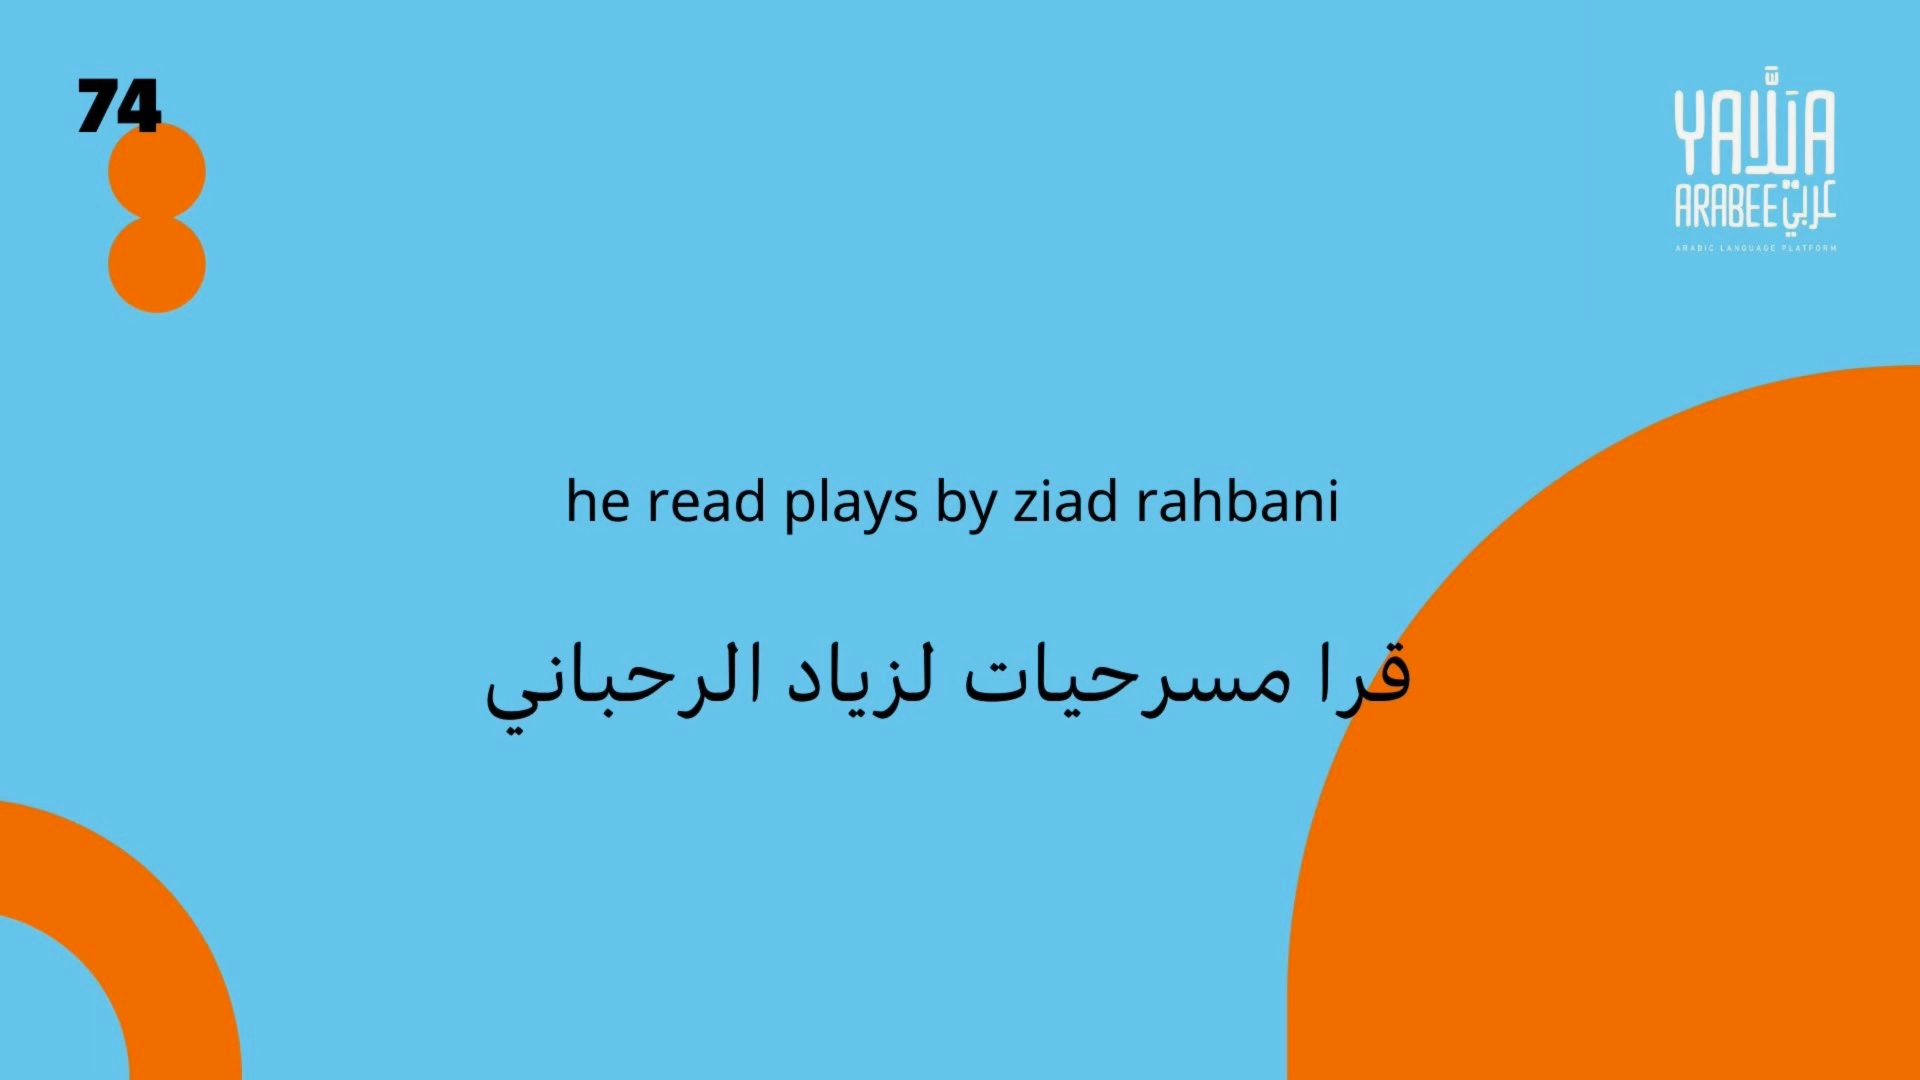 74
YALLA يَلّا
ARABEE عربي
ARABIC LANGUAGE PLATFORM
he read plays by ziad rahbani
قرا مسرحيات لزياد الرحباني